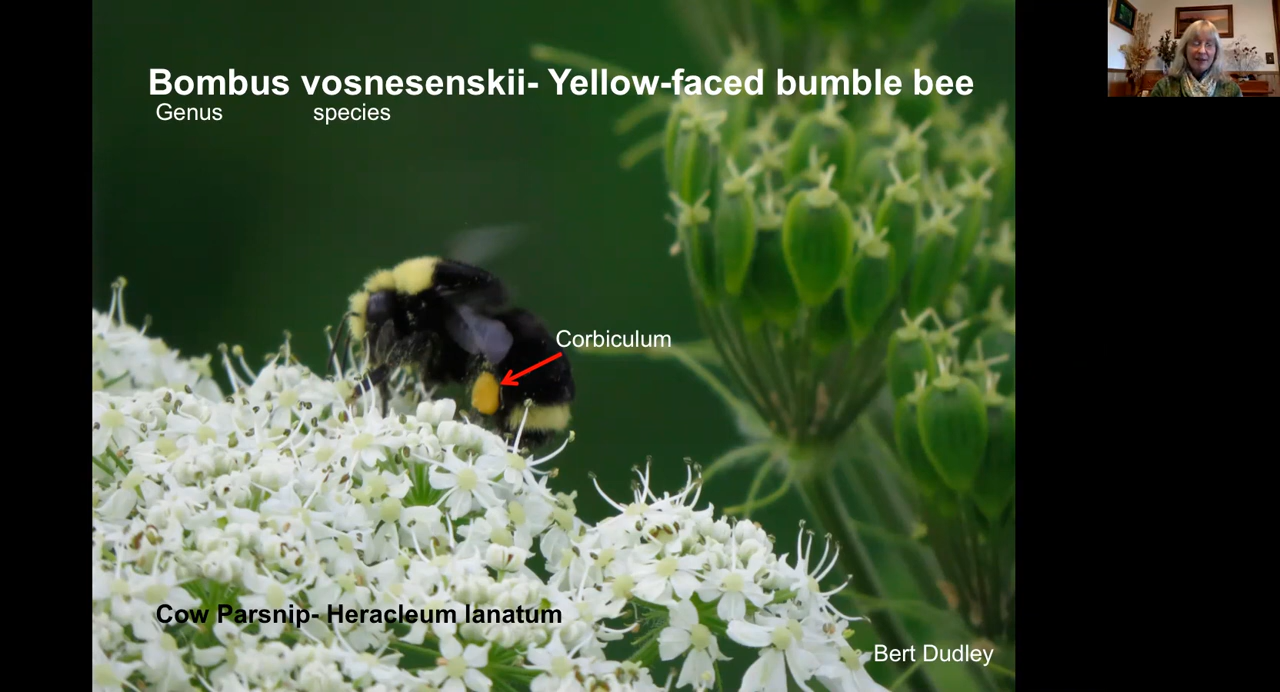 Bombus vosnesenskii- Yellow-faced bumble bee
Genus species
Corbiculum
Cow Parsnip- Heracleum lanatum
Bert Dudley